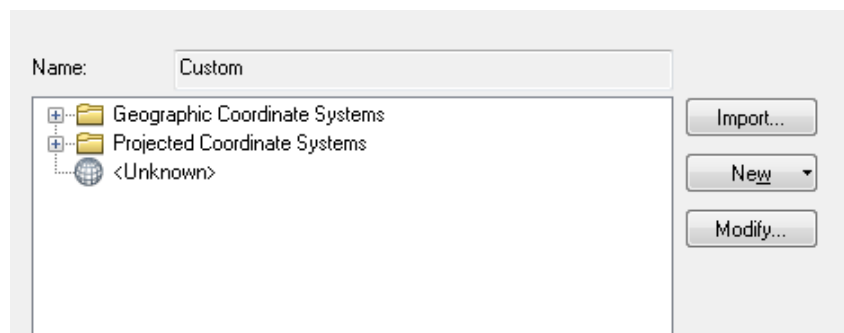 Name: Custom
Geographic Coordinate Systems
Projected Coordinate Systems
<Unknown>
Import...
New
Modify...